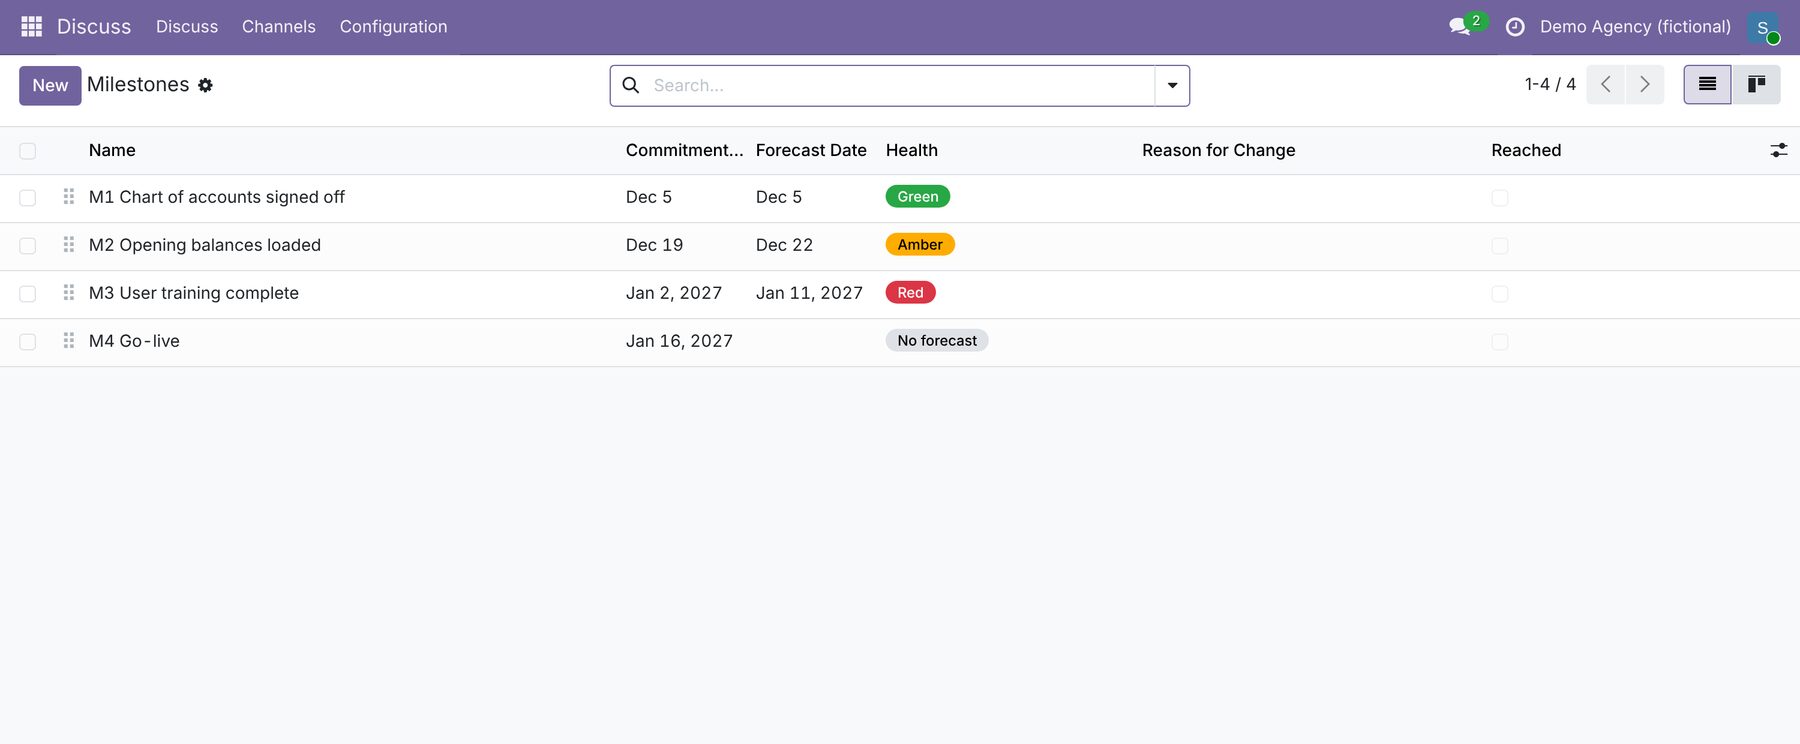 Discuss Discuss Channels Configuration 2 Demo Agency (fictional) S
New Milestones Search... 1-4 / 4
Name Commitment... Forecast Date Health Reason for Change Reached
M1 Chart of accounts signed off Dec 5 Dec 5 Green
M2 Opening balances loaded Dec 19 Dec 22 Amber
M3 User training complete Jan 2, 2027 Jan 11, 2027 Red
M4 Go-live Jan 16, 2027 No forecast